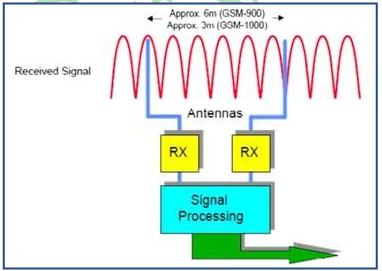 Approx. 6m (GSM-900)
Approx. 3m (GSM-1000)
Received Signal
Antennas
RX
RX
Signal
Processing